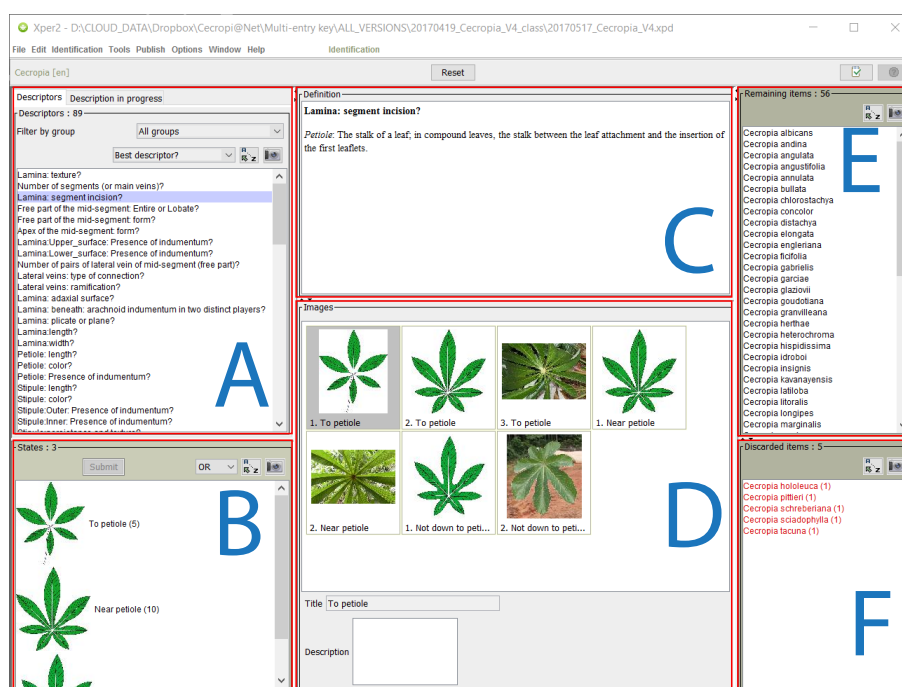 Xper2 - D:\CLOUD_DATA\Dropbox\Cecropi@Net\Multi-entry key\ALL_VERSIONS\20170419_Cecropia_V4_class\20170517_Cecropia_V4.xpd
File Edit Identification Tools Publish Options Window Help Identification
Cecropia [en] Reset
Descriptors Description in progress
Descriptors : 89
Filter by group All groups
Best descriptor?
Lamina: texture?
Number of segments (or main veins)?
Lamina: segment incision?
Free part of the mid-segment: Entire or Lobate?
Free part of the mid-segment: form?
Apex of the mid-segment: form?
Lamina:Upper_surface: Presence of indumentum?
Lamina:Lower_surface: Presence of indumentum?
Number of pairs of lateral vein of mid-segment (free part)?
Lateral veins: type of connection?
Lateral veins: ramification?
Lamina: adaxial surface?
Lamina: beneath: arachnoid indumentum in two distinct players?
Lamina: plicate or plane?
Lamina:length?
Lamina:width?
Petiole: length?
Petiole: color?
Petiole: Presence of indumentum?
Stipule: length?
Stipule: color?
Stipule:Outer: Presence of indumentum?
Stipule:Inner: Presence of indumentum?
A
States : 3
Submit OR
To petiole (5)
Near petiole (10)
B
Definition
Lamina: segment incision?
Petiole: The stalk of a leaf; in compound leaves, the stalk between the leaf attachment and the insertion of
the first leaflets.
C
Images
1. To petiole 2. To petiole 3. To petiole 1. Near petiole
2. Near petiole 1. Not down to peti... 2. Not down to peti...
D
Title To petiole
Description
Remaining items : 56
Cecropia albicans
Cecropia andina
Cecropia angulata
Cecropia angustifolia
Cecropia annulata
Cecropia bullata
Cecropia chlorostachya
Cecropia concolor
Cecropia distachya
Cecropia elongata
Cecropia engleriana
Cecropia ficifolia
Cecropia gabrielis
Cecropia garciae
Cecropia glaziovii
Cecropia goudotiana
Cecropia granvilleana
Cecropia herthae
Cecropia heterochroma
Cecropia hispidissima
Cecropia idroboi
Cecropia insignis
Cecropia kavanayensis
Cecropia latiloba
Cecropia litoralis
Cecropia longipes
Cecropia marginalis
E
Discarded items : 5
Cecropia hololeuca (1)
Cecropia pittieri (1)
Cecropia schreberiana (1)
Cecropia sciadophylla (1)
Cecropia tacuna (1)
F